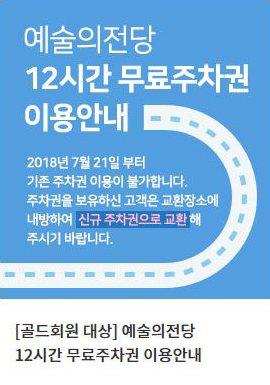 예술의전당
12시간 무료주차권
이용안내
2018년 7월 21일 부터
기존 주차권 이용이 불가합니다.
주차권을 보유하신 고객은 교환장소에
내방하여 신규 주차권으로 교환 해
주시기 바랍니다.
[골드회원 대상] 예술의전당
12시간 무료주차권 이용안내